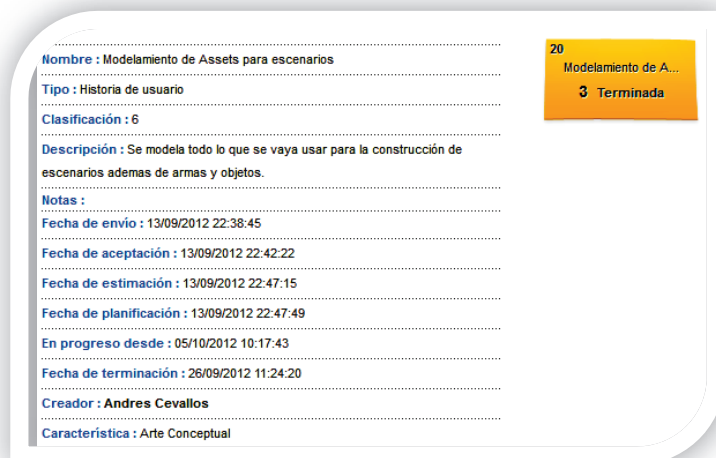 Nombre : Modelamiento de Assets para escenarios
Tipo : Historia de usuario
Clasificación : 6
Descripción : Se modela todo lo que se vaya usar para la construcción de
escenarios ademas de armas y objetos.
Notas :
Fecha de envío : 13/09/2012 22:38:45
Fecha de aceptación : 13/09/2012 22:42:22
Fecha de estimación : 13/09/2012 22:47:15
Fecha de planificación : 13/09/2012 22:47:49
En progreso desde : 05/10/2012 10:17:43
Fecha de terminación : 26/09/2012 11:24:20
Creador : Andres Cevallos
Característica : Arte Conceptual
20
Modelamiento de A...
3 Terminada